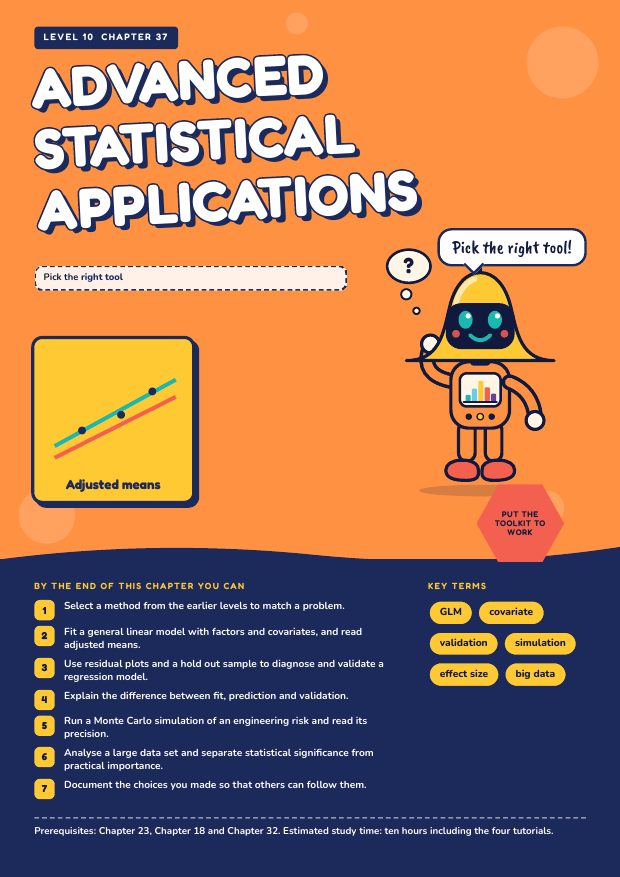 LEVEL 10 CHAPTER 37
ADVANCED
STATISTICAL
APPLICATIONS
Pick the right tool
Pick the right tool!
?
Adjusted means
PUT THE
TOOLKIT TO
WORK
BY THE END OF THIS CHAPTER YOU CAN
1 Select a method from the earlier levels to match a problem.
2 Fit a general linear model with factors and covariates, and read
adjusted means.
3 Use residual plots and a hold out sample to diagnose and validate a
regression model.
4 Explain the difference between fit, prediction and validation.
5 Run a Monte Carlo simulation of an engineering risk and read its
precision.
6 Analyse a large data set and separate statistical significance from
practical importance.
7 Document the choices you made so that others can follow them.
KEY TERMS
GLM covariate
validation simulation
effect size big data
Prerequisites: Chapter 23, Chapter 18 and Chapter 32. Estimated study time: ten hours including the four tutorials.